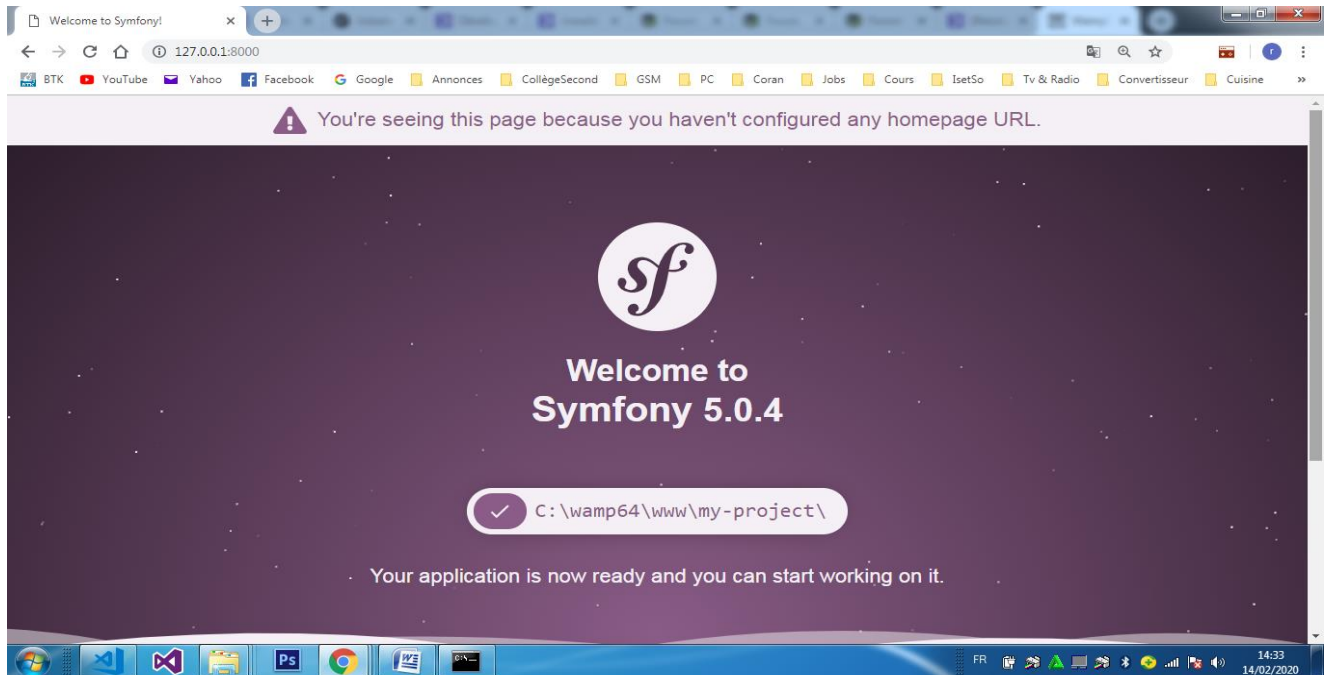 Welcome to Symfony!
127.0.0.1:8000
r
BTK YouTube Yahoo Facebook Google Annonces CollègeSecond GSM PC Coran Jobs Cours IsetSo Tv & Radio Convertisseur Cuisine »
You're seeing this page because you haven't configured any homepage URL.
sf
Welcome to
Symfony 5.0.4
C:\wamp64\www\my-project\
Your application is now ready and you can start working on it.
Ps
FR
14:33
14/02/2020